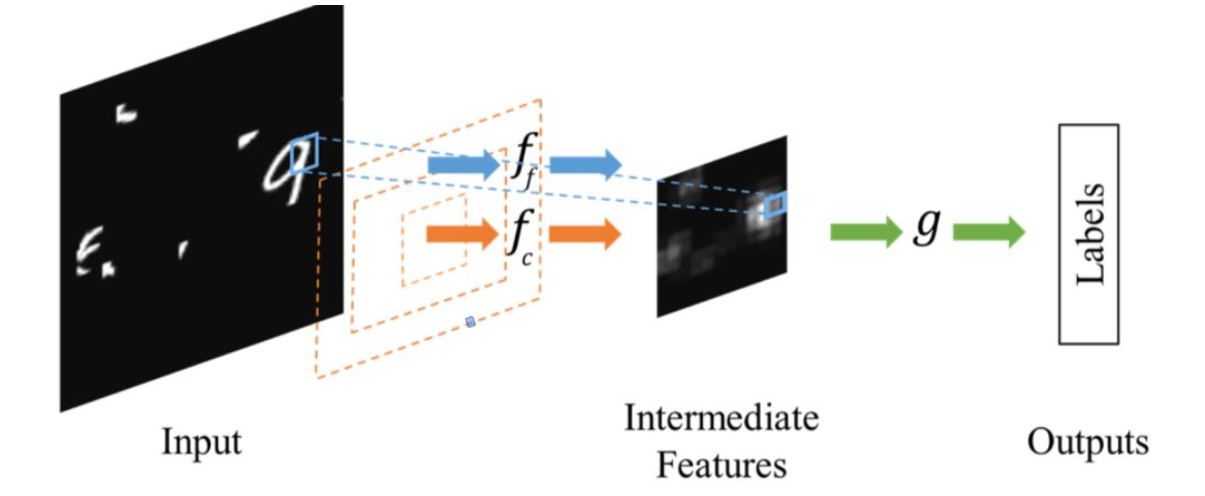 f_f
f_c
g
Labels
Input
Intermediate
Features
Outputs